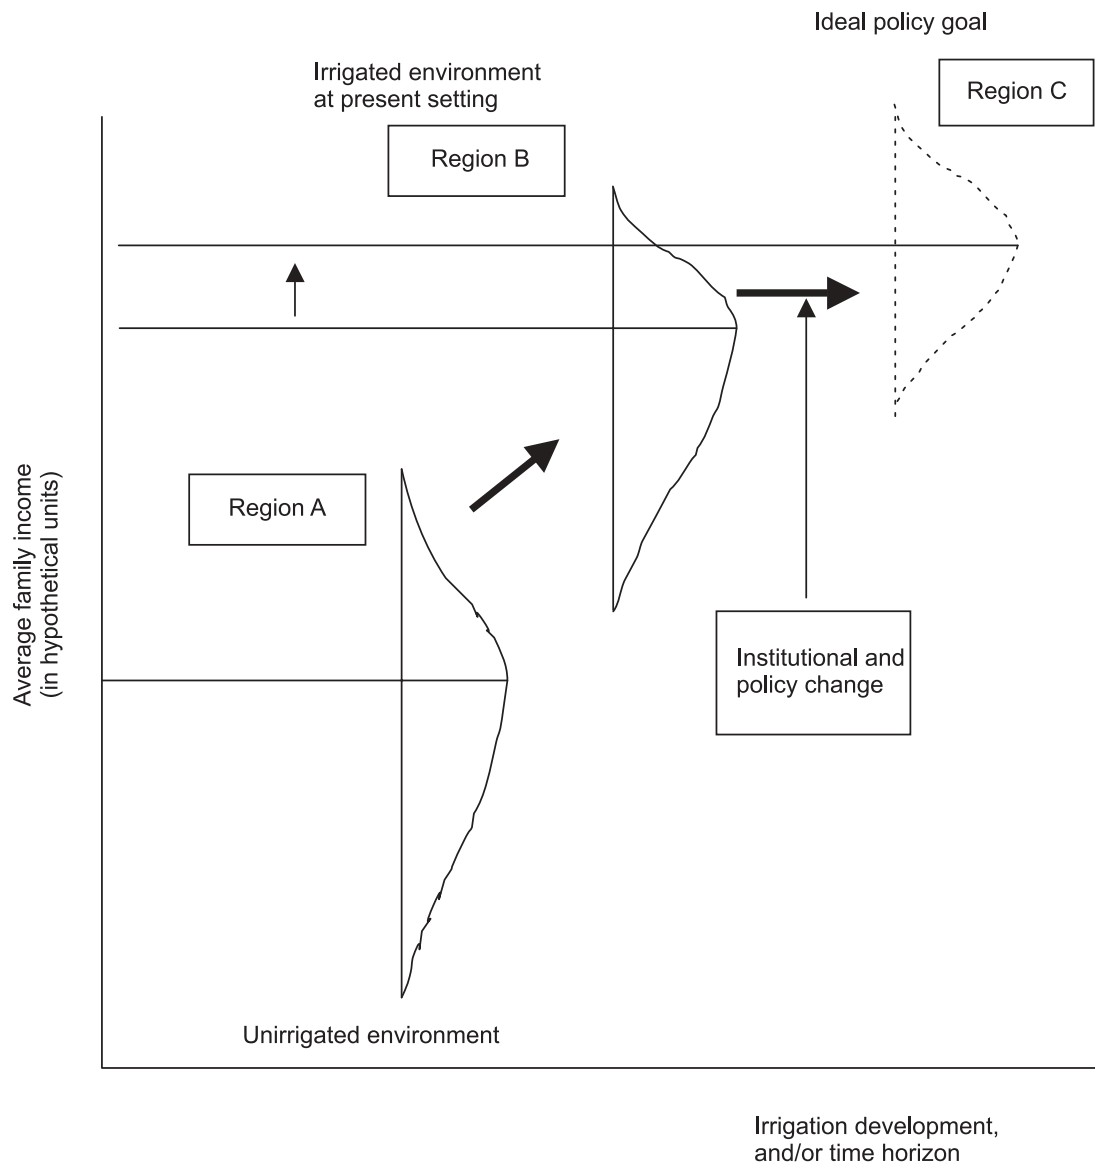 Ideal policy goal
Irrigated environment
at present setting
Region C
Region B
Region A
Average family income
(in hypothetical units)
Institutional and
policy change
Unirrigated environment
Irrigation development,
and/or time horizon